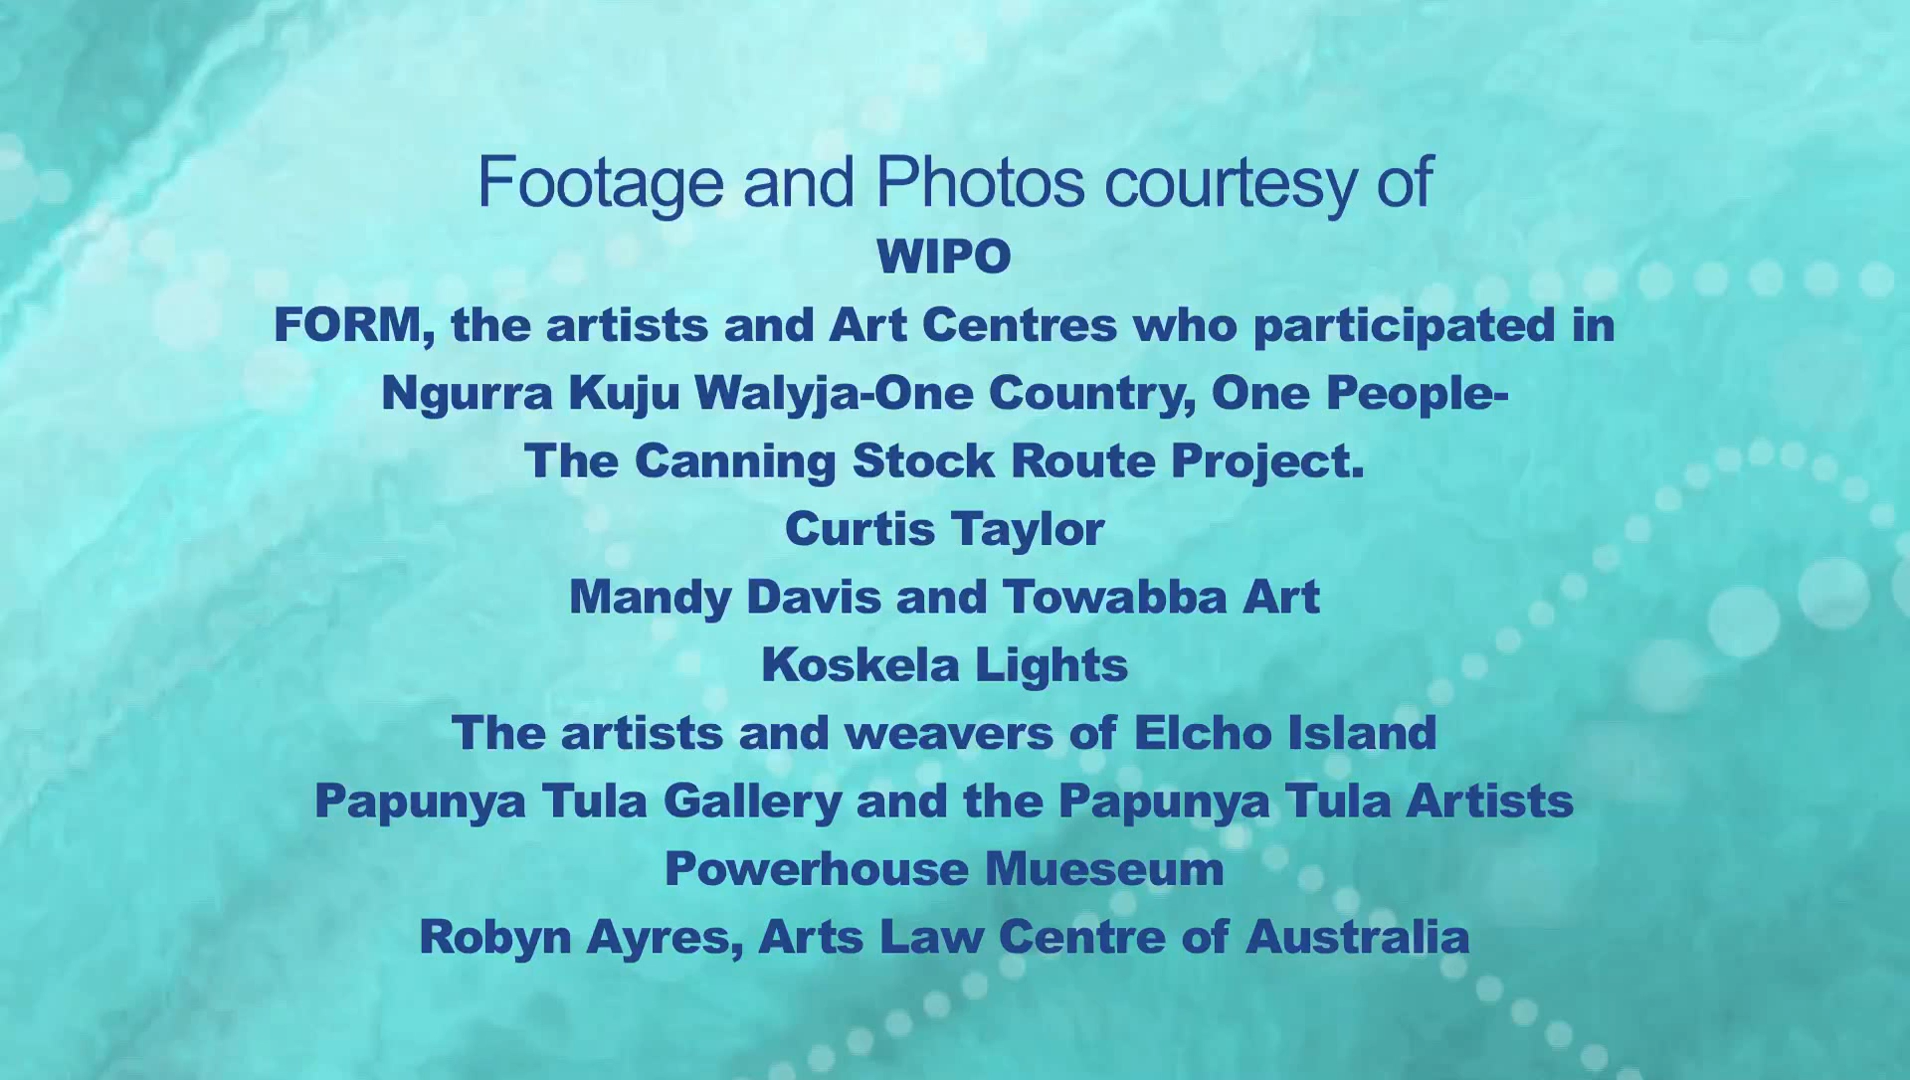 Footage and Photos courtesy of
WIPO
FORM, the artists and Art Centres who participated in
Ngurra Kuju Walyja-One Country, One People-
The Canning Stock Route Project.
Curtis Taylor
Mandy Davis and Towabba Art
Koskela Lights
The artists and weavers of Elcho Island
Papunya Tula Gallery and the Papunya Tula Artists
Powerhouse Mueseum
Robyn Ayres, Arts Law Centre of Australia